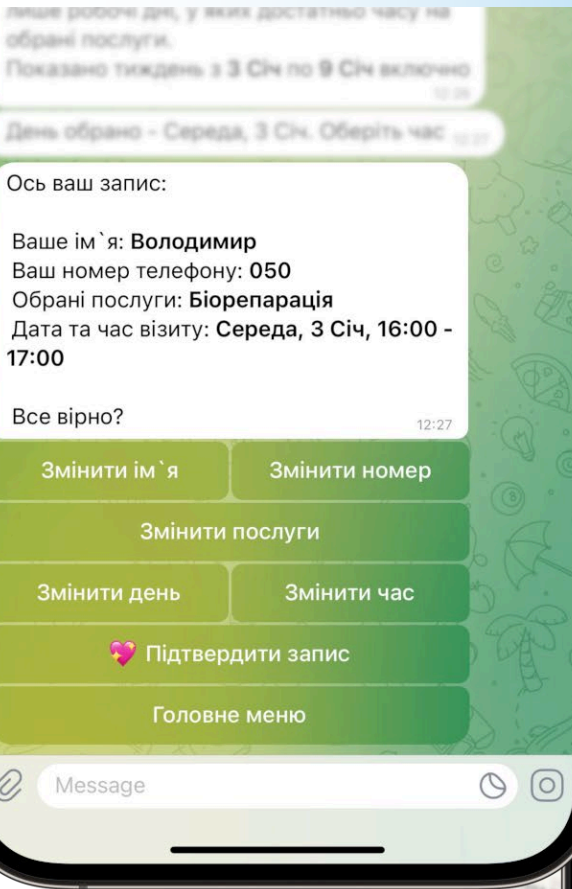 лише робочі дні, у яких достатньо часу на
обрані послуги.
Показано тиждень з 3 Січ по 9 Січ включно
12:26
День обрано - Середа, 3 Січ. Оберіть час
12:27
Ось ваш запис:
Ваше ім`я: Володимир
Ваш номер телефону: 050
Обрані послуги: Біорепарація
Дата та час візиту: Середа, 3 Січ, 16:00 -
17:00
Все вірно?
12:27
Змінити ім`я
Змінити номер
Змінити послуги
Змінити день
Змінити час
💖 Підтвердити запис
Головне меню
Message